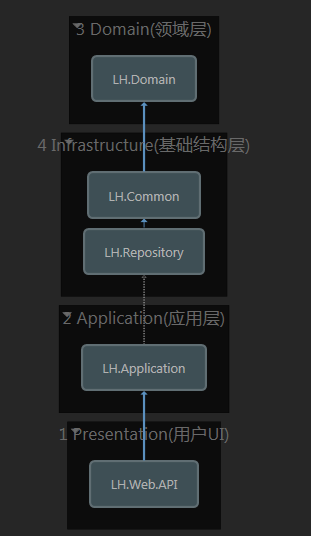 3 Domain(领域层)
LH.Domain
4 Infrastructure(基础结构层)
LH.Common
LH.Repository
2 Application(应用层)
LH.Application
1 Presentation(用户UI)
LH.Web.API